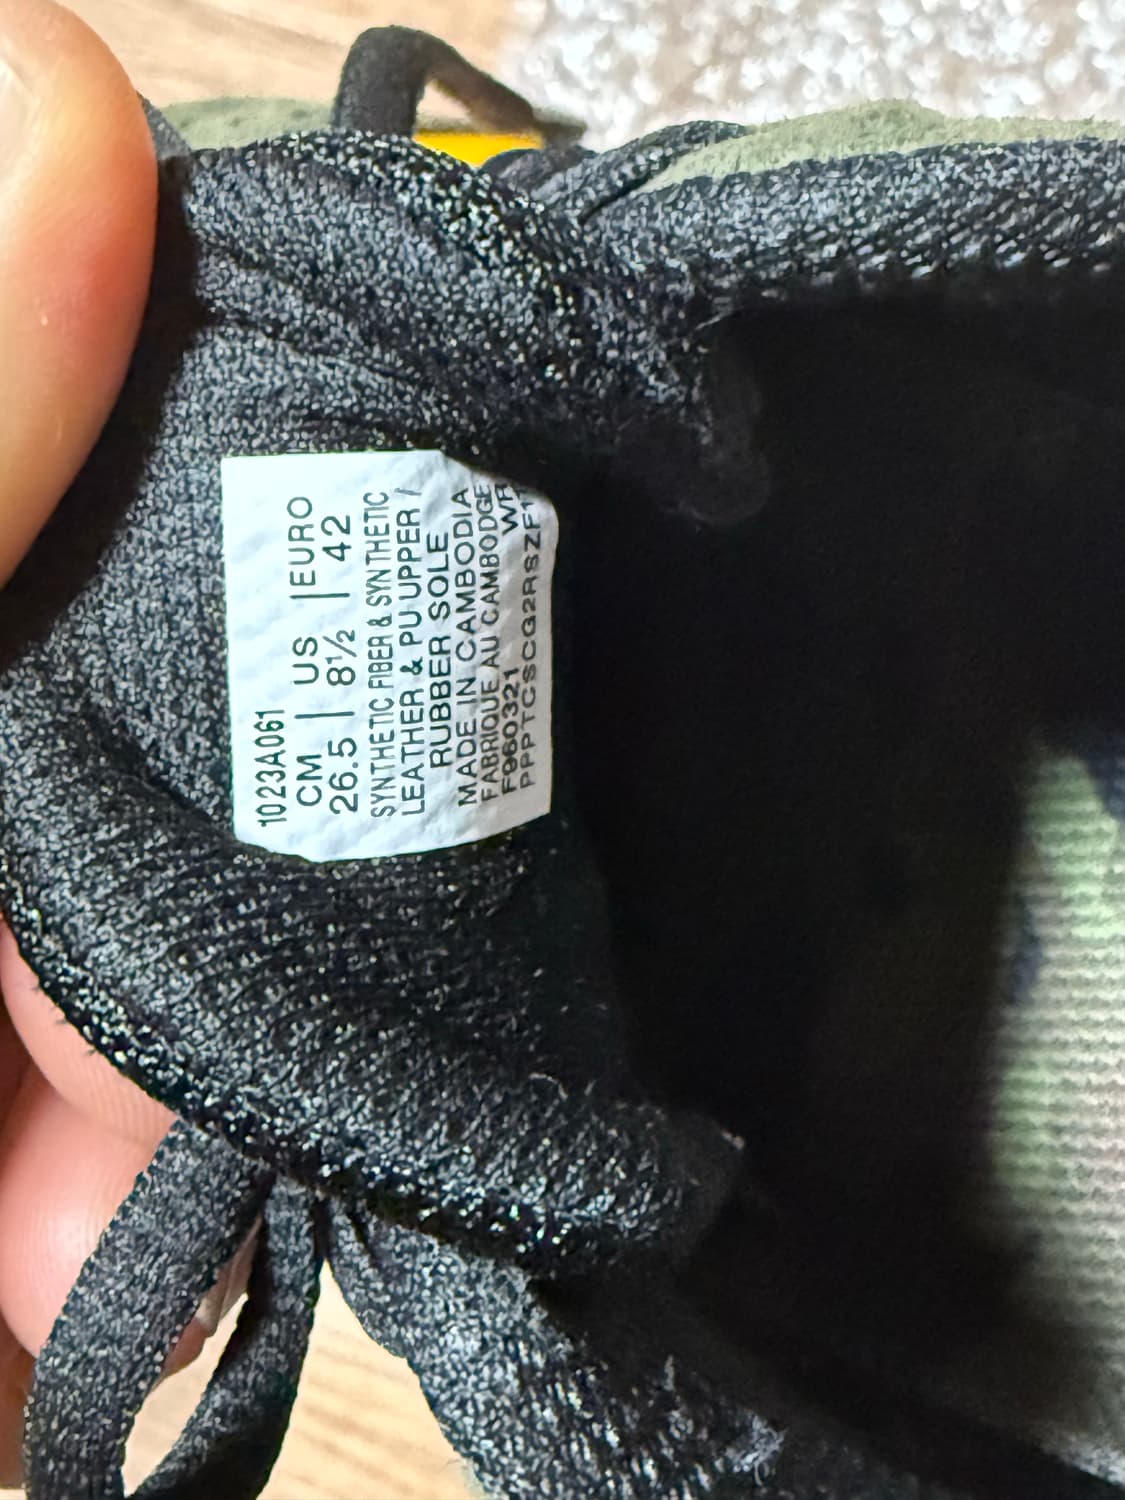 1023A061
CM | US | EURO
26.5 | 8½ | 42
SYNTHETIC FIBER & SYNTHETIC
LEATHER & PU UPPER /
RUBBER SOLE
MADE IN CAMBODIA
FABRIQUE AU CAMBODGE
F960321 WR